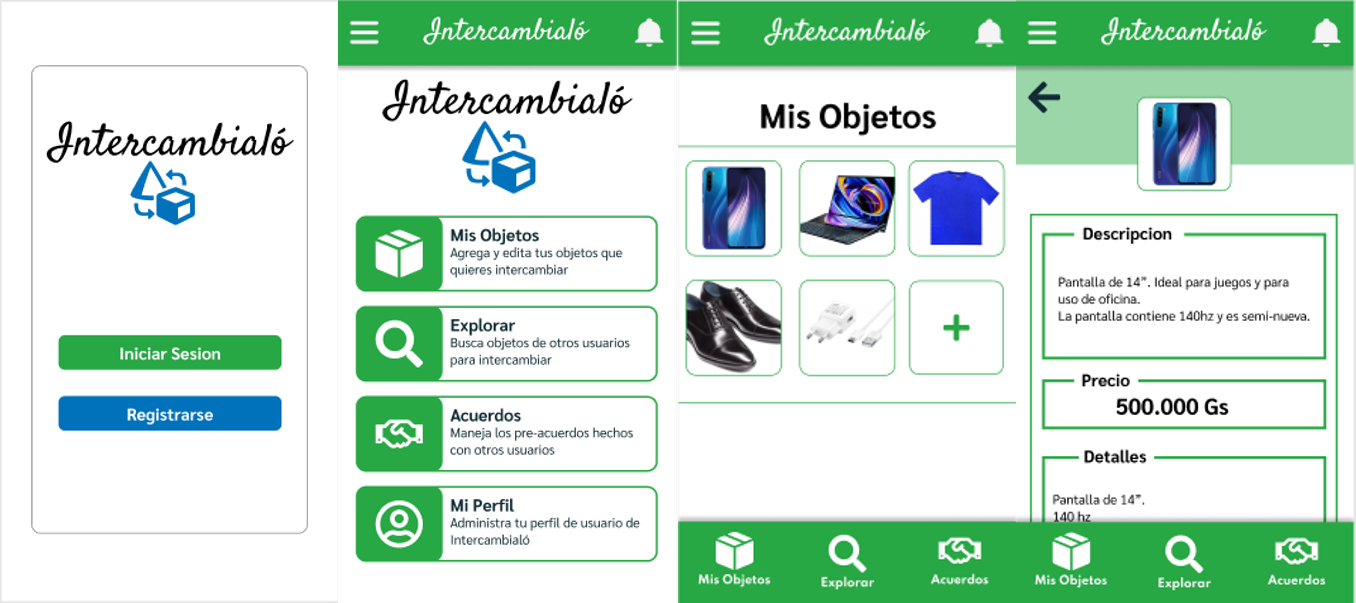 Intercambialó
Iniciar Sesion
Registrarse
Intercambialó
Intercambialó
Mis Objetos
Agrega y edita tus objetos que
quieres intercambiar
Explorar
Busca objetos de otros usuarios
para intercambiar
Acuerdos
Maneja los pre-acuerdos hechos
con otros usuarios
Mi Perfil
Administra tu perfil de usuario de
Intercambialó
Intercambialó
Mis Objetos
+
Mis Objetos
Explorar
Acuerdos
Intercambialó
Descripcion
Pantalla de 14”. Ideal para juegos y para
uso de oficina.
La pantalla contiene 140hz y es semi-nueva.
Precio
500.000 Gs
Detalles
Pantalla de 14”.
140 hz
Mis Objetos
Explorar
Acuerdos